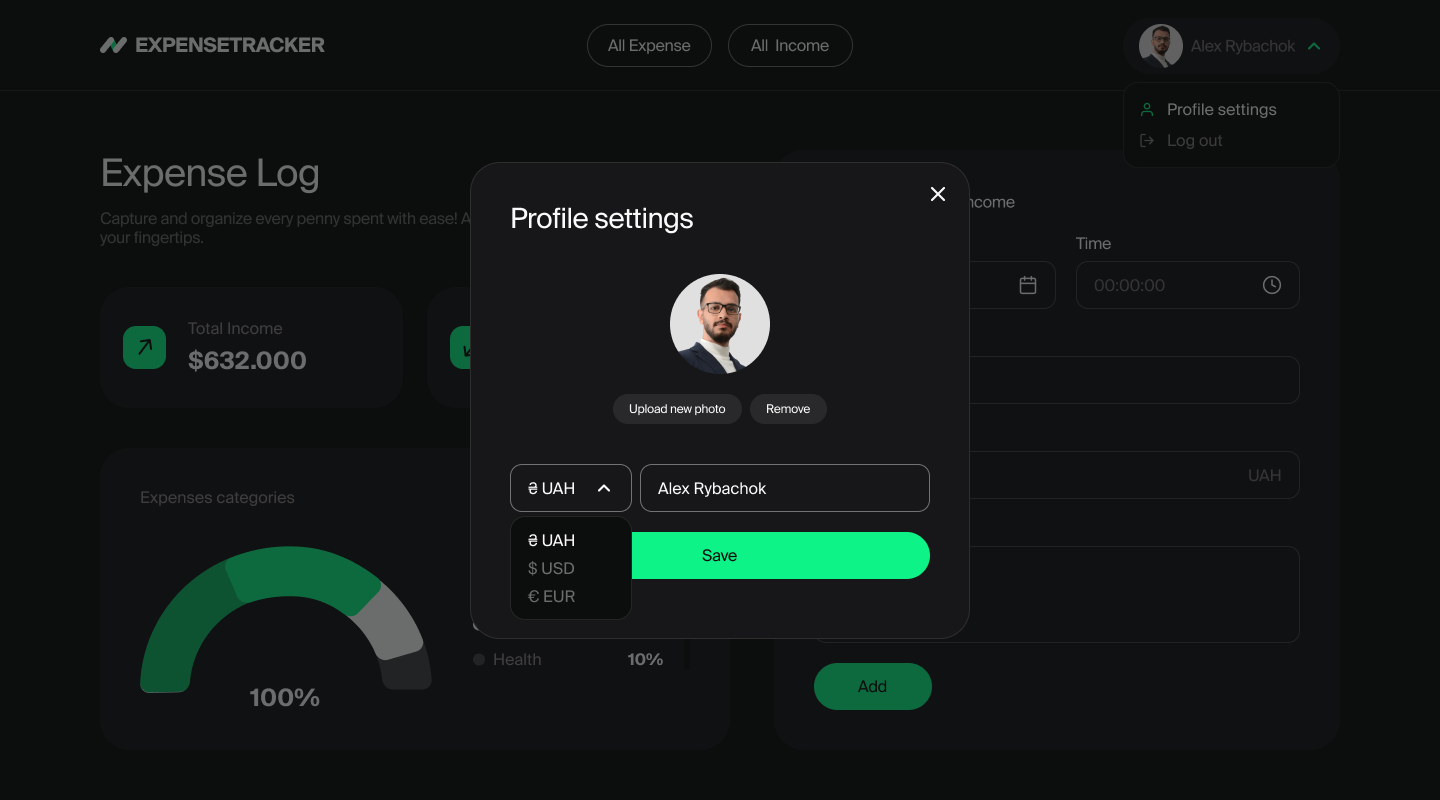 EXPENSETRACKER
All Expense
All Income
Alex Rybachok
Profile settings
Log out
Expense Log
Capture and organize every penny spent with ease! A
your fingertips.
Total Income
$632.000
Expenses categories
100%
Health
10%
Profile settings
Upload new photo
Remove
₴ UAH
Alex Rybachok
₴ UAH
$ USD
€ EUR
Save
ncome
Time
00:00:00
UAH
Add